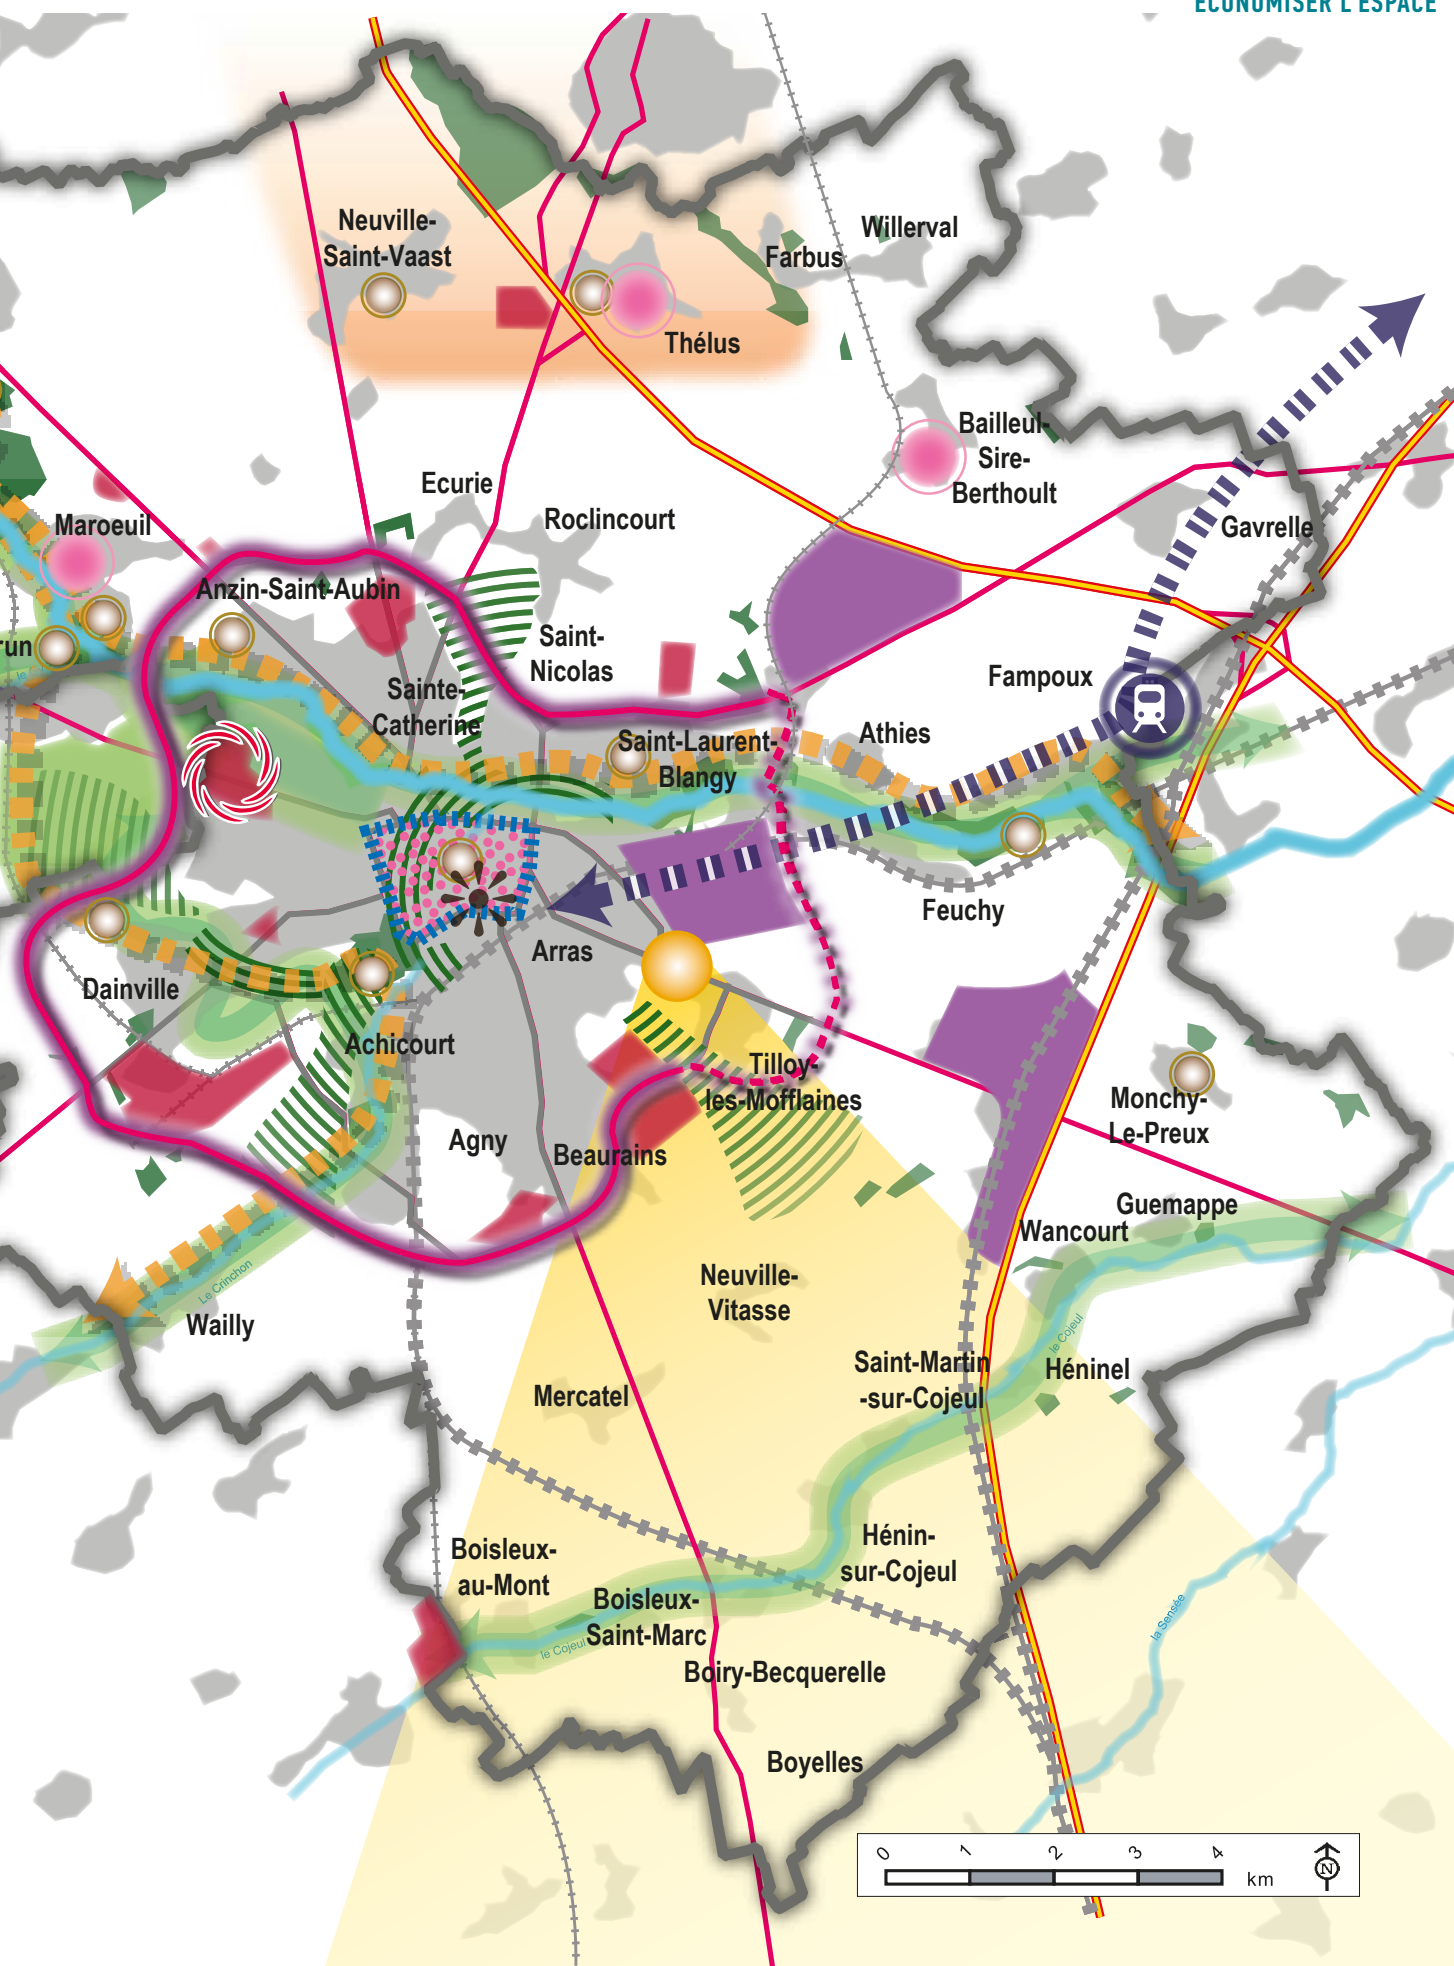 ÉCONOMISER L'ESPACE
Neuville-
Saint-Vaast
Willerval
Farbus
Thélus
Bailleul-
Sire-
Berthoult
Ecurie
Roclincourt
Maroeuil
Gavrelle
Anzin-Saint-Aubin
Saint-
Nicolas
run
le
Fampoux
Sainte-
Catherine
Saint-Laurent-
Blangy
Athies
Feuchy
Arras
Dainville
Achicourt
Tilloy-
les-Mofflaines
Monchy-
Le-Preux
Agny
Beaurains
Guemappe
Wancourt
Neuville-
Vitasse
Le Crinchon
Wailly
le Cojeul
Saint-Martin
-sur-Cojeul
Héninel
Mercatel
Hénin-
sur-Cojeul
Boisleux-
au-Mont
Boisleux-
Saint-Marc
le Cojeul
la Sensée
Boiry-Becquerelle
Boyelles
0 1 2 3 4
km
N